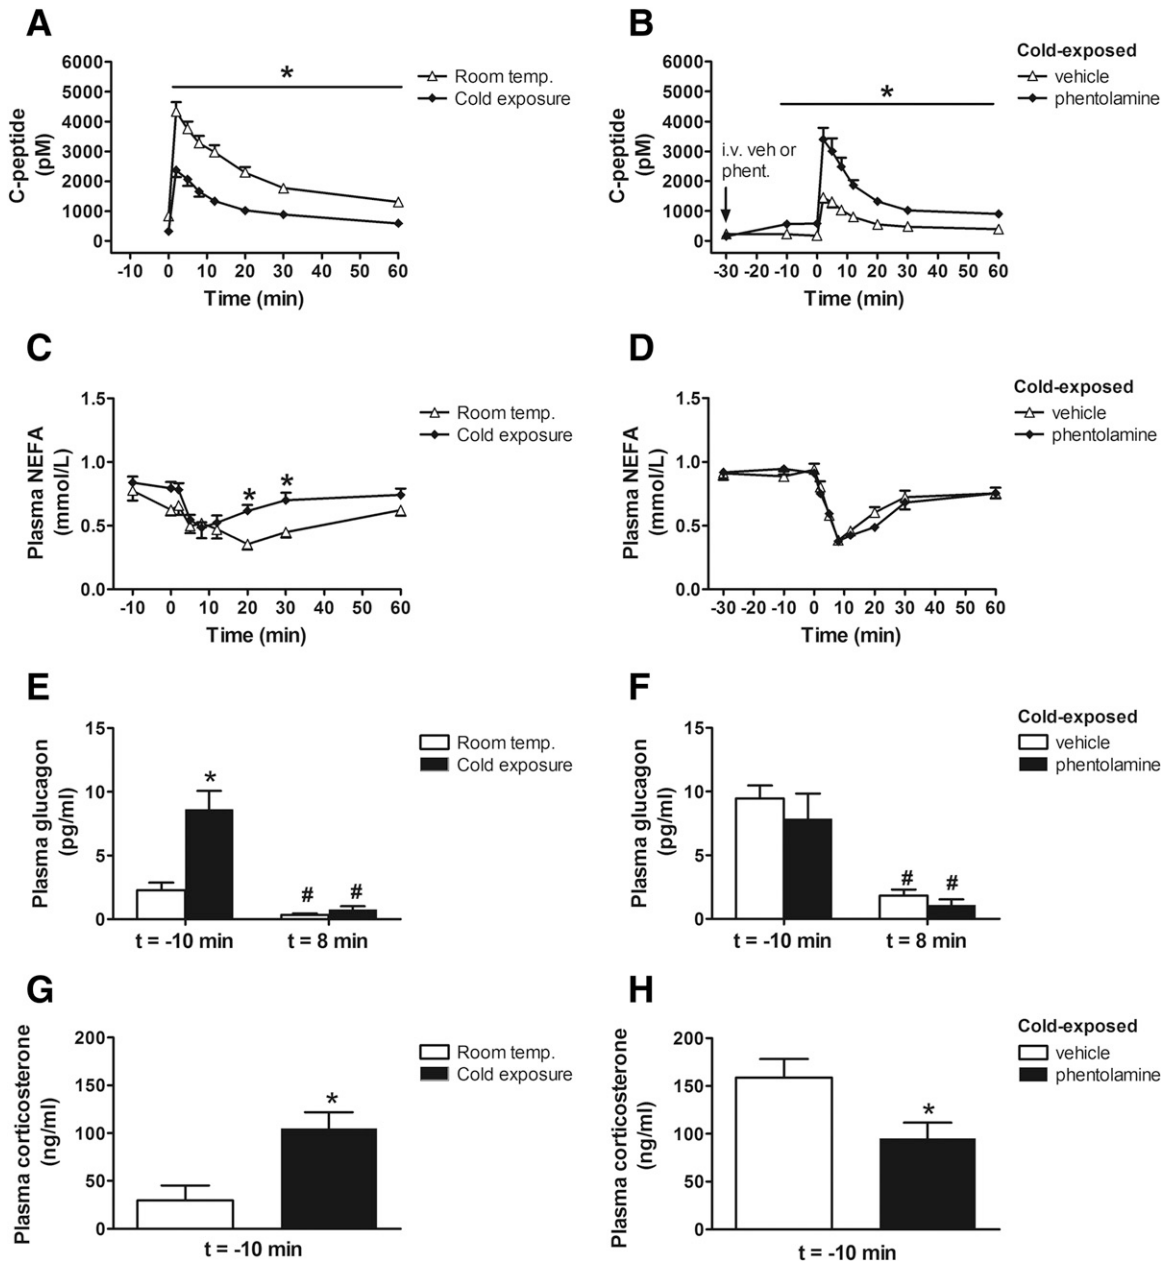 A
C-peptide
(pM)
6000
5000
4000
3000
2000
1000
0
*
Room temp.
Cold exposure
-10 0 10 20 30 40 50 60
Time (min)
B
C-peptide
(pM)
6000
5000
4000
3000
2000
1000
0
*
i.v. veh or
phent.
Cold-exposed
vehicle
phentolamine
-30 -20 -10 0 10 20 30 40 50 60
Time (min)
C
Plasma NEFA
(mmol/L)
1.5
1.0
0.5
0.0
* *
Room temp.
Cold exposure
-10 0 10 20 30 40 50 60
Time (min)
D
Plasma NEFA
(mmol/L)
1.5
1.0
0.5
0.0
Cold-exposed
vehicle
phentolamine
-30 -20 -10 0 10 20 30 40 50 60
Time (min)
E
Plasma glucagon
(pg/ml)
15
10
5
0
*
# #
Room temp.
Cold exposure
t = -10 min t = 8 min
F
Plasma glucagon
(pg/ml)
15
10
5
0
# #
Cold-exposed
vehicle
phentolamine
t = -10 min t = 8 min
G
Plasma corticosterone
(ng/ml)
200
150
100
50
0
*
Room temp.
Cold exposure
t = -10 min
H
Plasma corticosterone
(ng/ml)
200
150
100
50
0
*
Cold-exposed
vehicle
phentolamine
t = -10 min